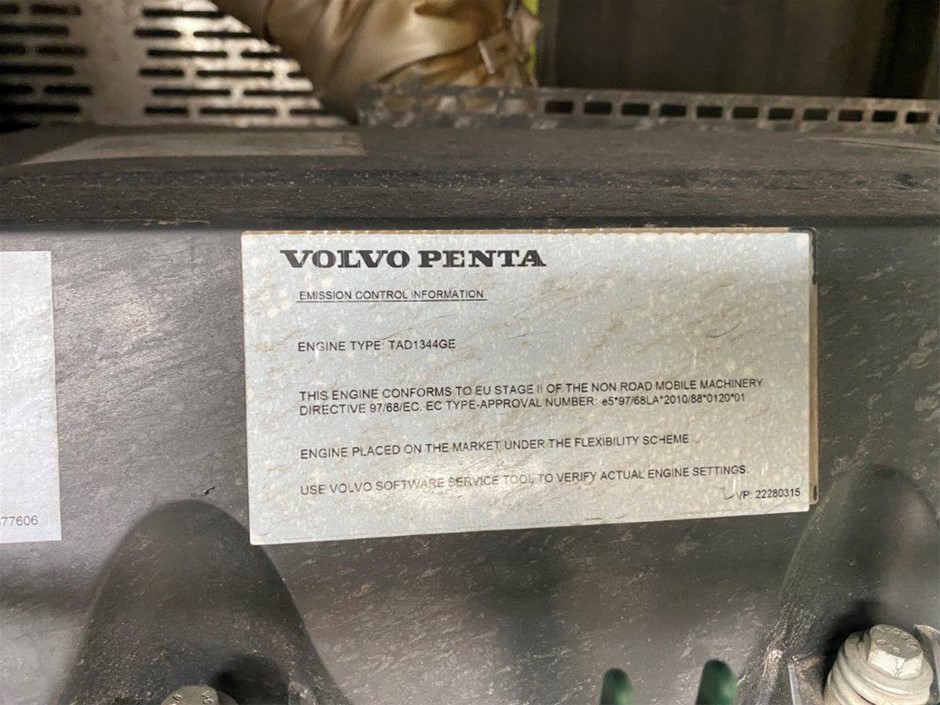 VOLVO PENTA
EMISSION CONTROL INFORMATION
ENGINE TYPE: TAD1344GE
THIS ENGINE CONFORMS TO EU STAGE II OF THE NON ROAD MOBILE MACHINERY
DIRECTIVE 97/68/EC. EC TYPE-APPROVAL NUMBER: e5*97/68LA*2010/88*0120*01
ENGINE PLACED ON THE MARKET UNDER THE FLEXIBILITY SCHEME
USE VOLVO SOFTWARE SERVICE TOOL TO VERIFY ACTUAL ENGINE SETTINGS
VP: 22280315
77606